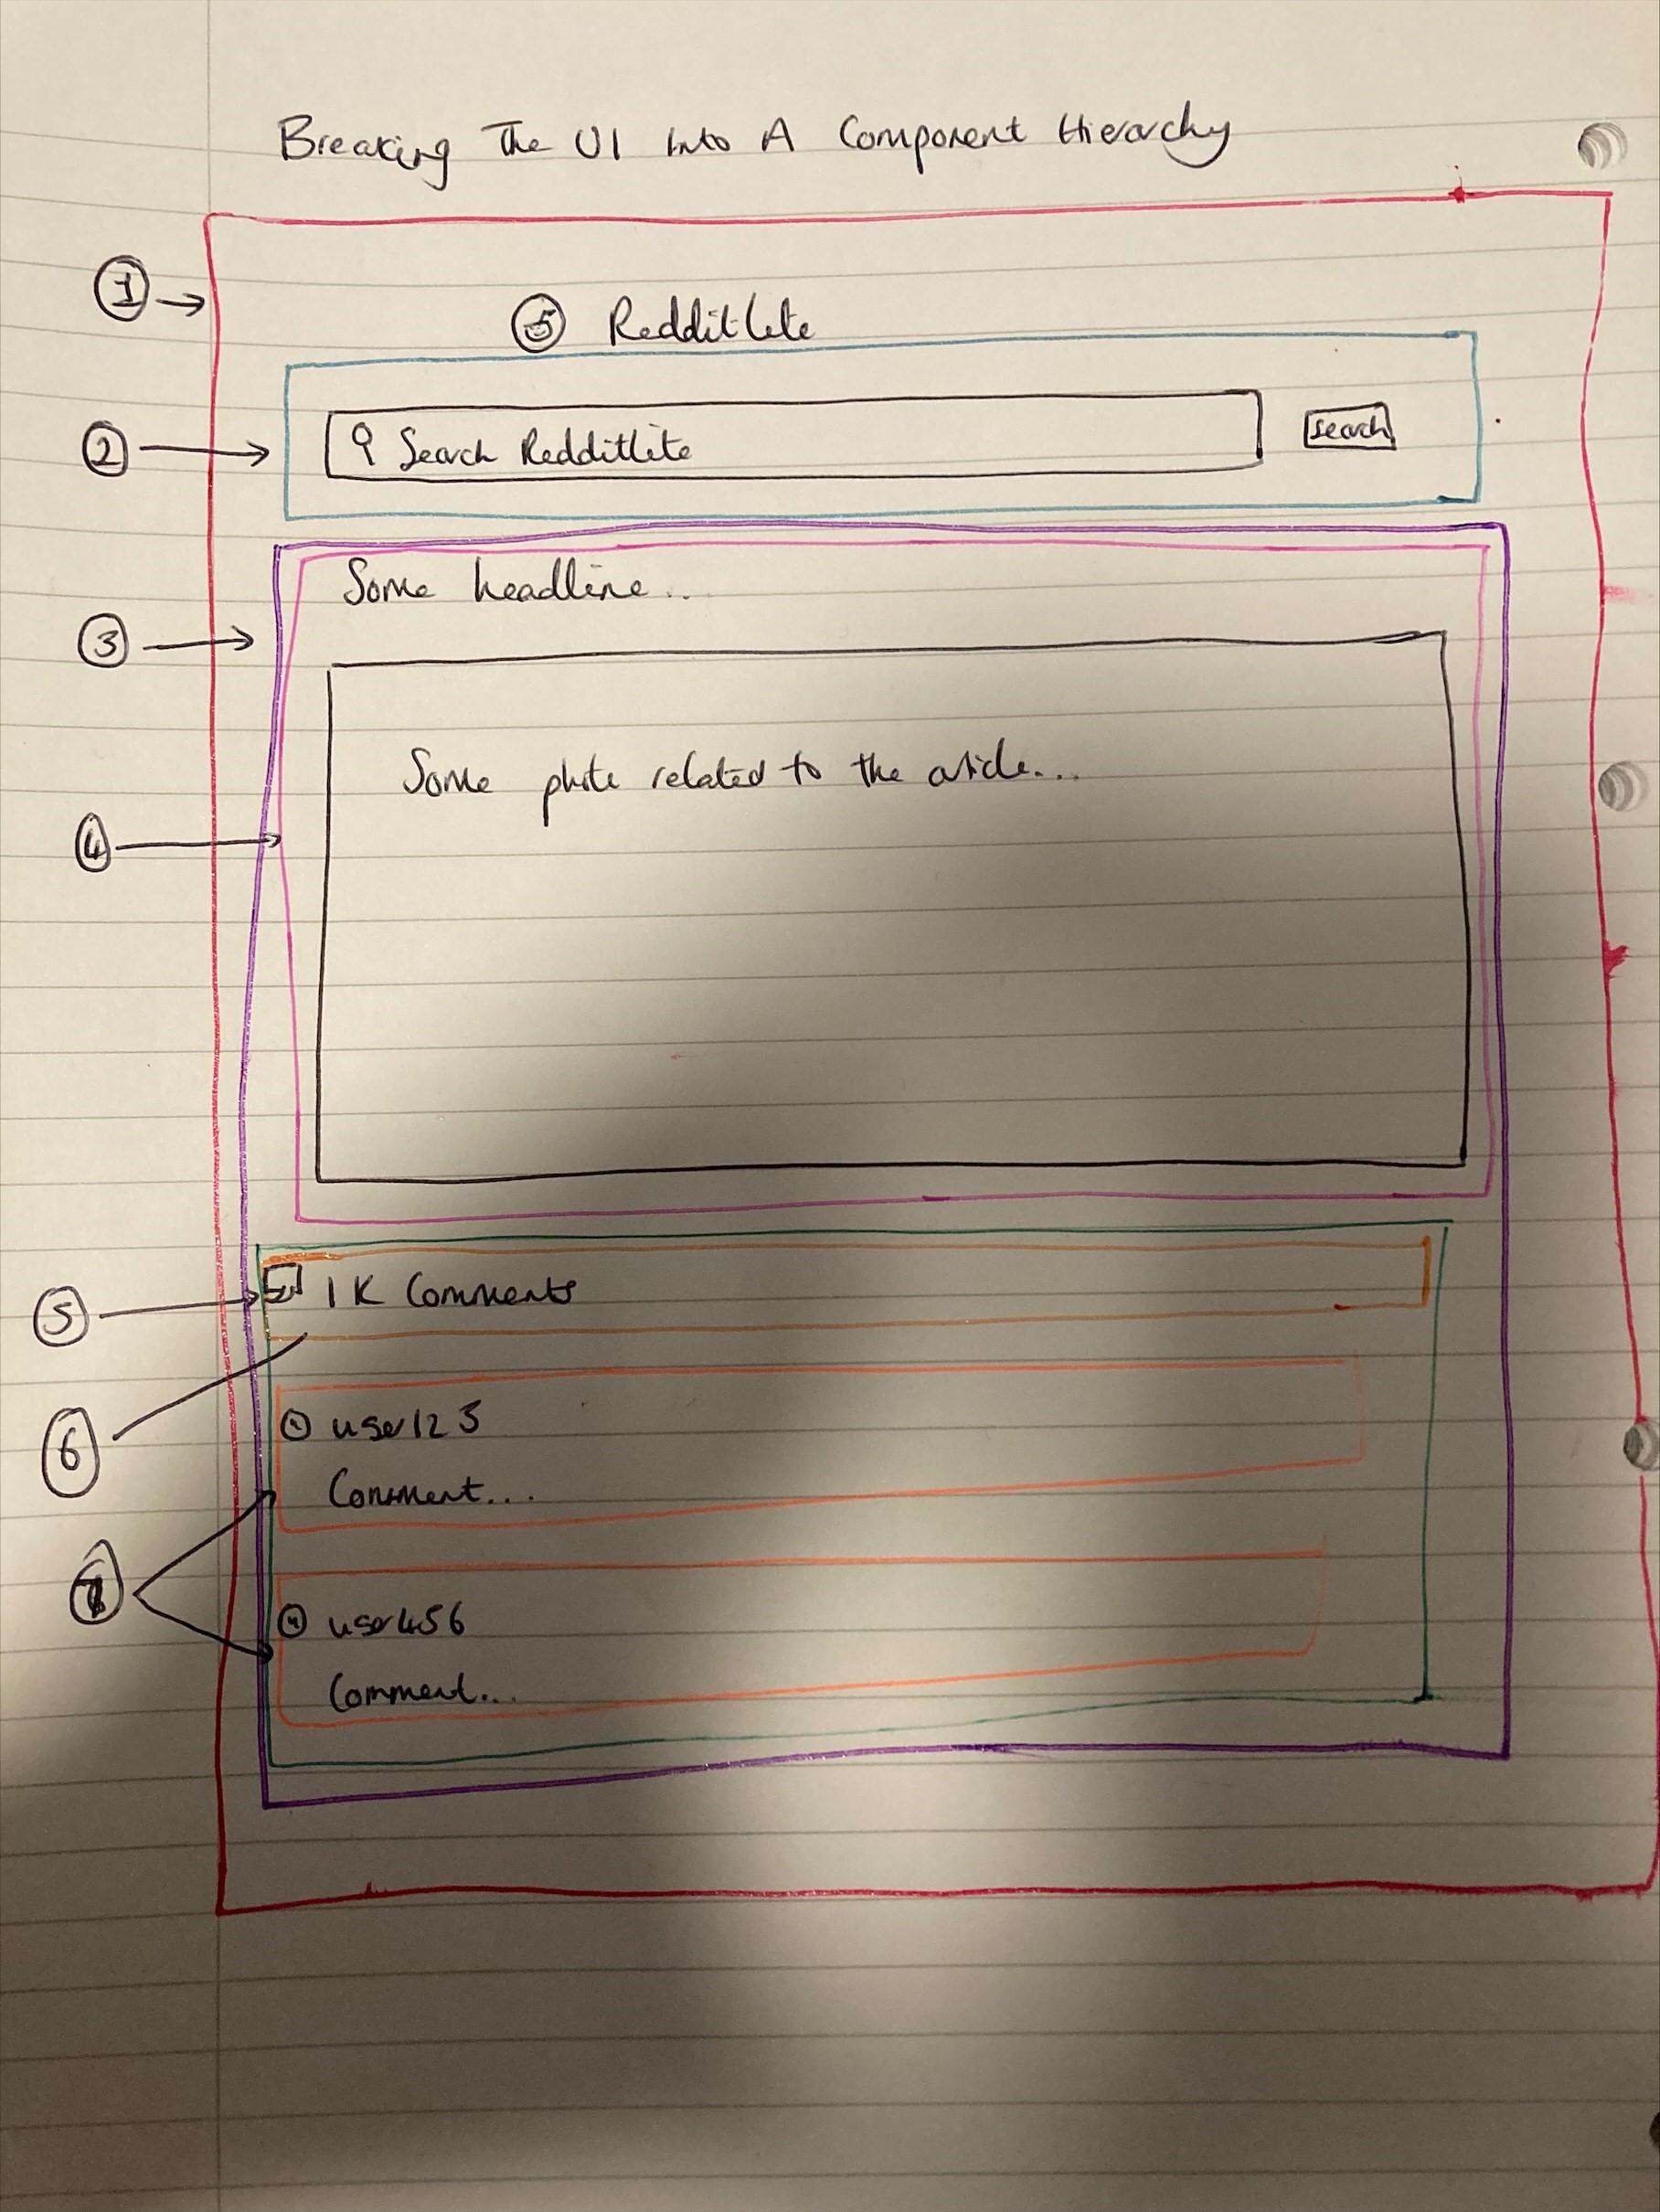 Breaking The UI Into A Component Hierarchy
1
RedditLite
2
Search RedditLite
Search
Some headline...
3
Some photo related to the article...
4
1K Comments
5
user123
6
Comment...
7
user456
Comment...